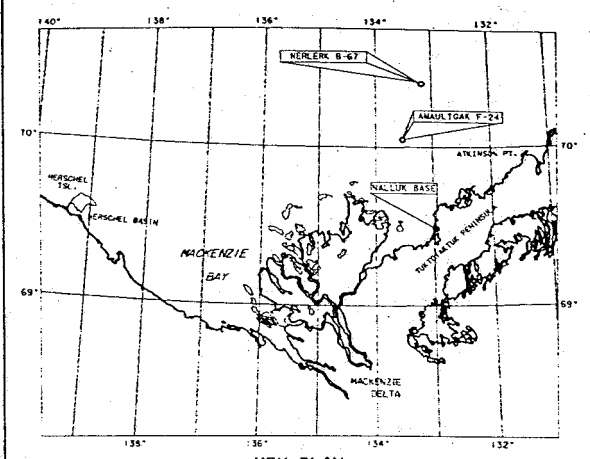 140° 138° 136° 134° 132°
NERLERK B-67
AMAULIGAK F-24
70° 70°
ATKINSON PT.
HERSCHEL
ISL.
NALLUK BASE
HERSCHEL BASIN
TUKTOYAKTUK PENINSULA
MACKENZIE
BAY
69° 69°
MACKENZIE
DELTA
138° 136° 134° 132°